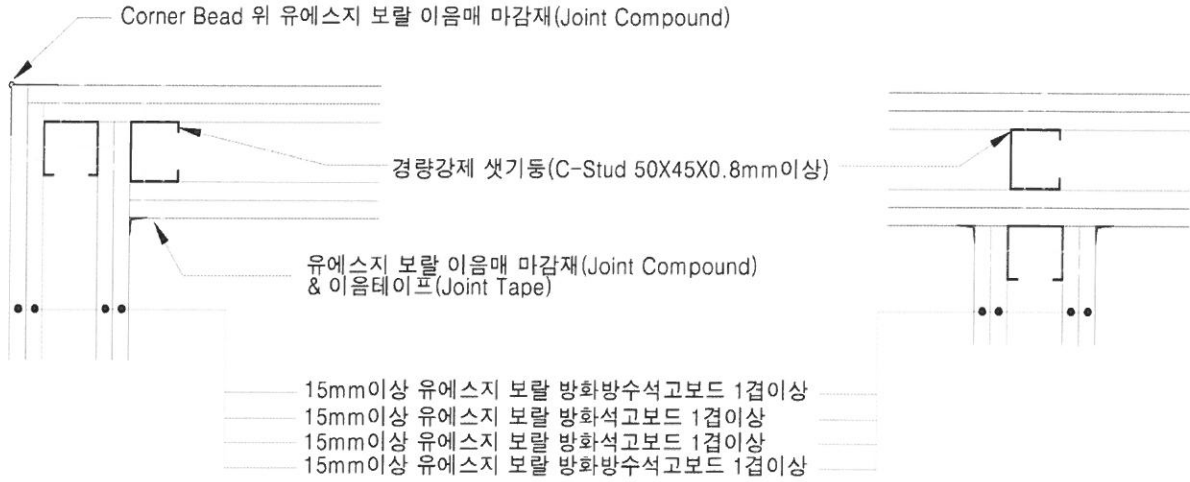 Corner Bead 위 유에스지 보랄 이음매 마감재(Joint Compound)
경량강제 샛기둥(C-Stud 50X45X0.8mm이상)
유에스지 보랄 이음매 마감재(Joint Compound)
& 이음테이프(Joint Tape)
15mm이상 유에스지 보랄 방화방수석고보드 1겹이상
15mm이상 유에스지 보랄 방화석고보드 1겹이상
15mm이상 유에스지 보랄 방화석고보드 1겹이상
15mm이상 유에스지 보랄 방화방수석고보드 1겹이상